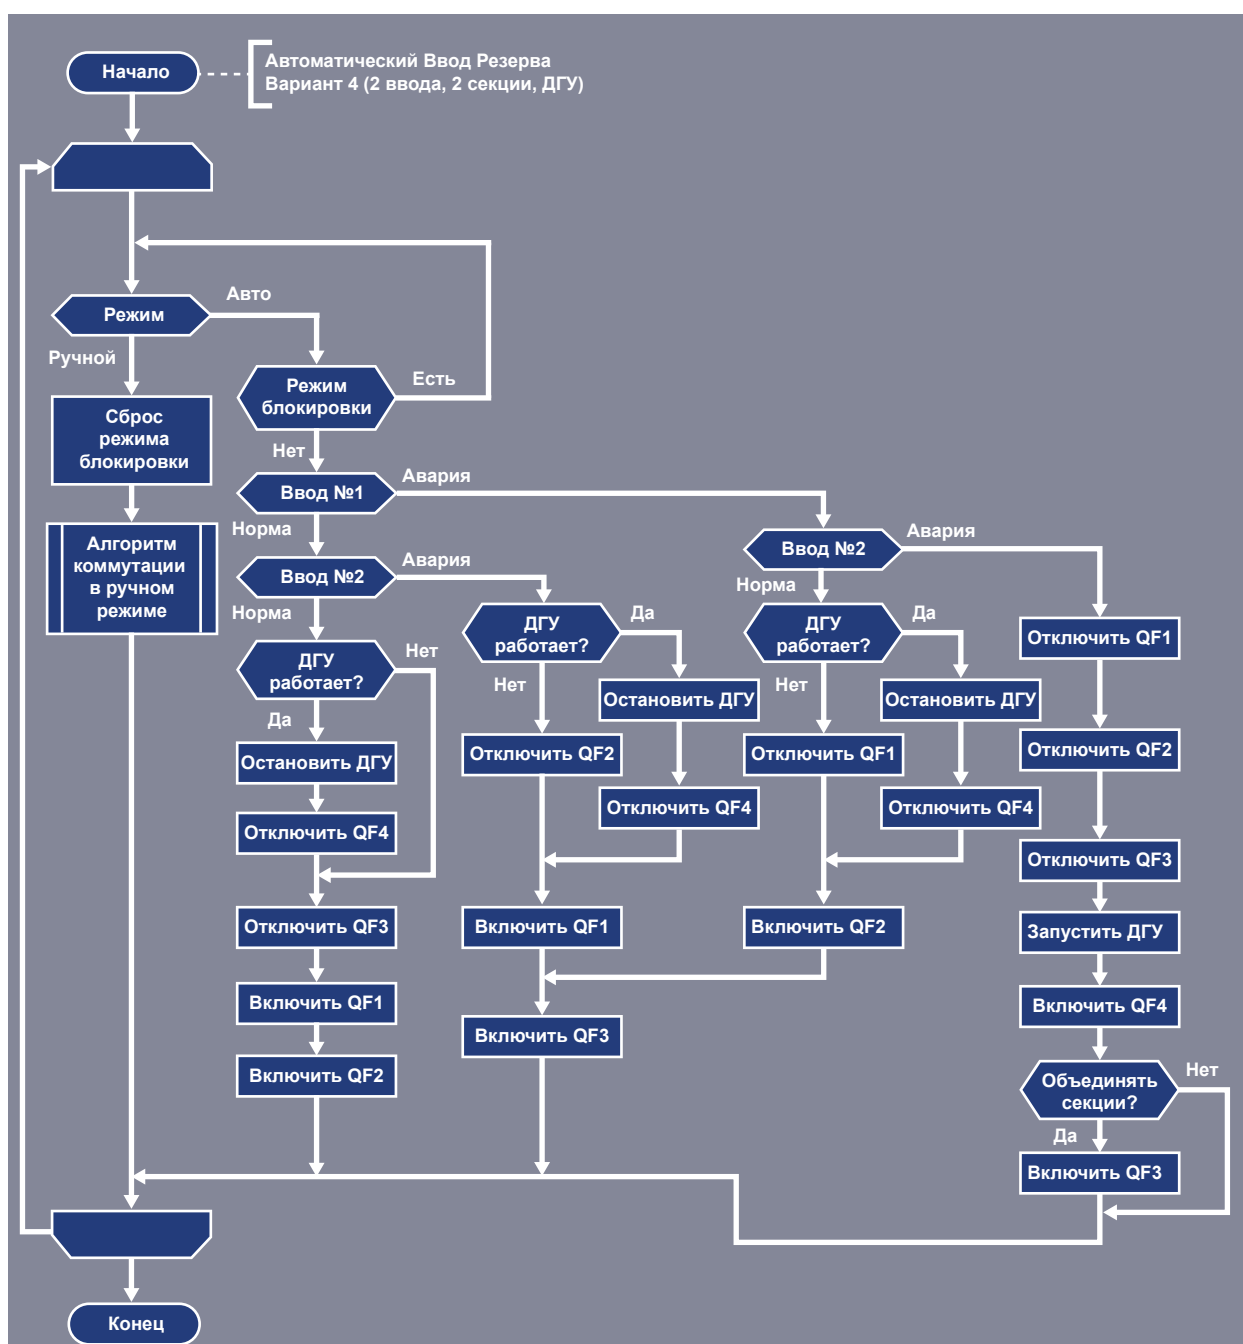 Начало
Автоматический Ввод Резерва
Вариант 4 (2 ввода, 2 секции, ДГУ)
Режим
Авто
Ручной
Режим
блокировки
Есть
Нет
Сброс
режима
блокировки
Алгоритм
коммутации
в ручном
режиме
Ввод №1
Авария
Норма
Ввод №2
Авария
Норма
ДГУ
работает?
Нет
Да
Остановить ДГУ
Отключить QF4
Отключить QF3
Включить QF1
Включить QF2
ДГУ
работает?
Да
Нет
Остановить ДГУ
Отключить QF2
Отключить QF4
Включить QF1
Включить QF3
Ввод №2
Авария
Норма
ДГУ
работает?
Да
Нет
Остановить ДГУ
Отключить QF1
Отключить QF4
Включить QF2
Отключить QF1
Отключить QF2
Отключить QF3
Запустить ДГУ
Включить QF4
Объединять
секции?
Нет
Да
Включить QF3
Конец